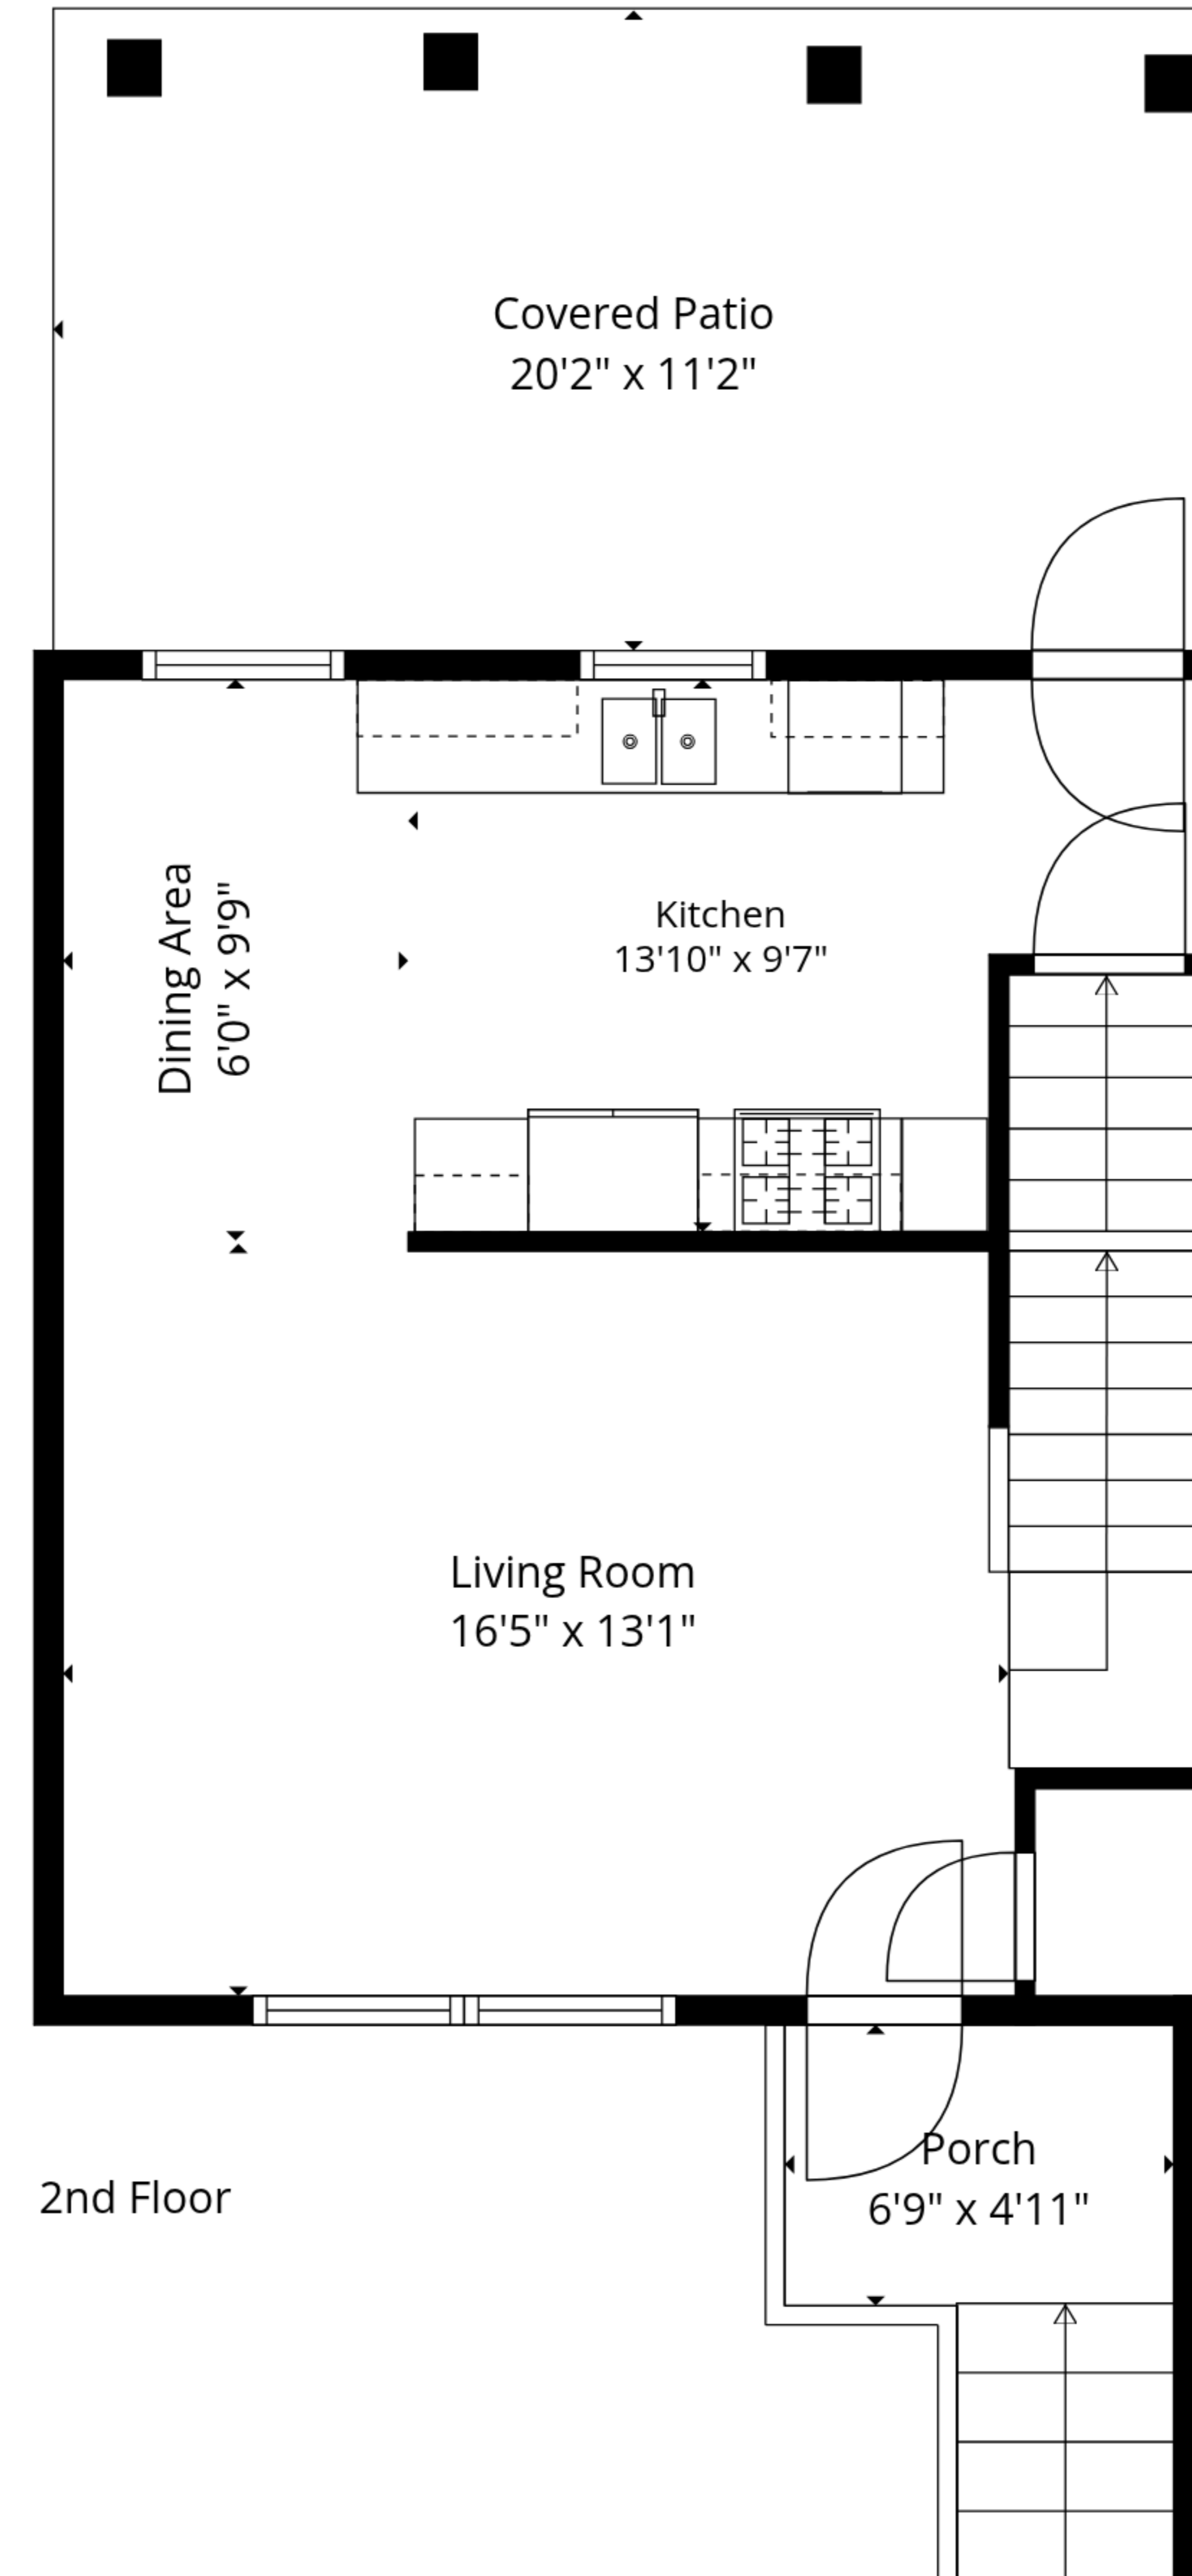 Covered Patio
20'2" x 11'2"
Dining Area
6'0" x 9'9"
Kitchen
13'10" x 9'7"
Living Room
16'5" x 13'1"
Porch
6'9" x 4'11"
2nd Floor